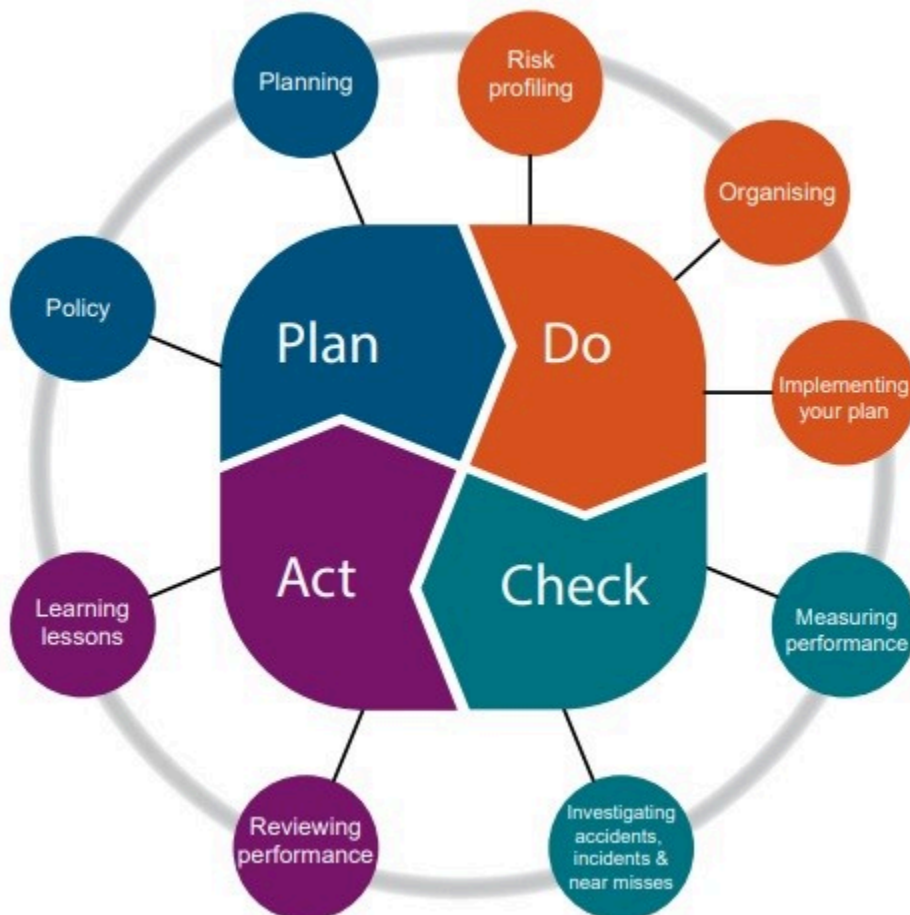 Planning
Risk
profiling
Organising
Policy
Plan
Do
Implementing
your plan
Act
Check
Learning
lessons
Measuring
performance
Reviewing
performance
Investigating
accidents,
incidents &
near misses